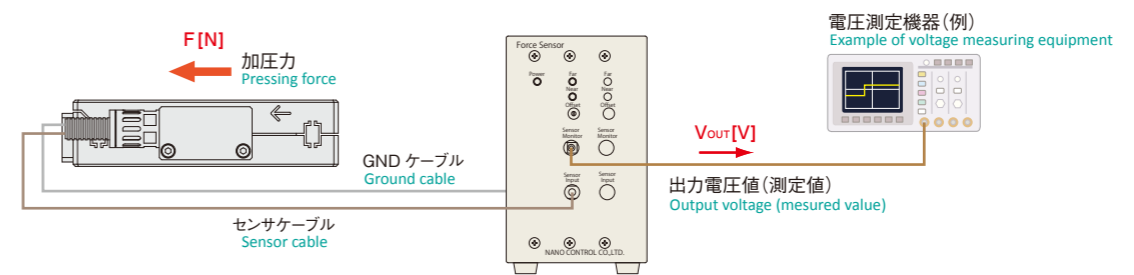 F[N]
加圧力
Pressing force
GND ケーブル
Ground cable
センサケーブル
Sensor cable
Force Sensor
Power
Far
Far
Near
Near
Offset
Offset
Sensor
Monitor
Sensor
Monitor
Sensor
Input
Sensor
Input
NANO CONTROL CO.,LTD.
VOUT[V]
出力電圧値(測定値)
Output voltage (mesured value)
電圧測定機器(例)
Example of voltage measuring equipment